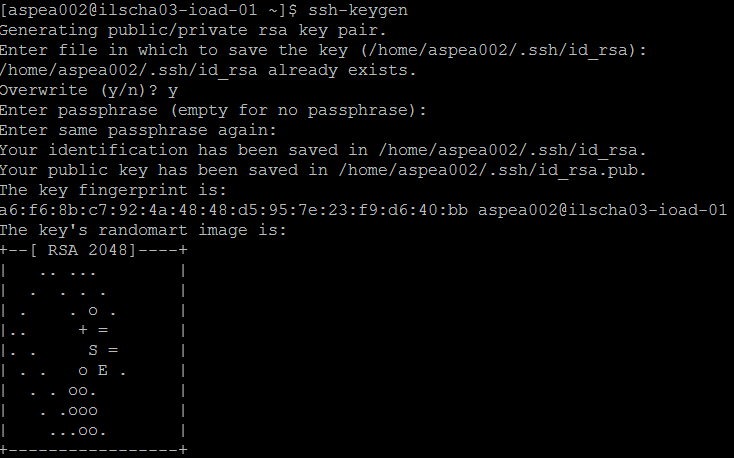 [aspea002@ilscha03-ioad-01 ~]$ ssh-keygen
Generating public/private rsa key pair.
Enter file in which to save the key (/home/aspea002/.ssh/id_rsa):
/home/aspea002/.ssh/id_rsa already exists.
Overwrite (y/n)? y
Enter passphrase (empty for no passphrase):
Enter same passphrase again:
Your identification has been saved in /home/aspea002/.ssh/id_rsa.
Your public key has been saved in /home/aspea002/.ssh/id_rsa.pub.
The key fingerprint is:
a6:f6:8b:c7:92:4a:48:48:d5:95:7e:23:f9:d6:40:bb aspea002@ilscha03-ioad-01
The key's randomart image is:
+--[ RSA 2048]----+
|   .. ...        |
|  .  . . .       |
| .    . o .      |
|..     + =       |
|. .     S =      |
| . .   o E .     |
|  . . oo.        |
|   . .ooo        |
|    ...oo.       |
+-----------------+